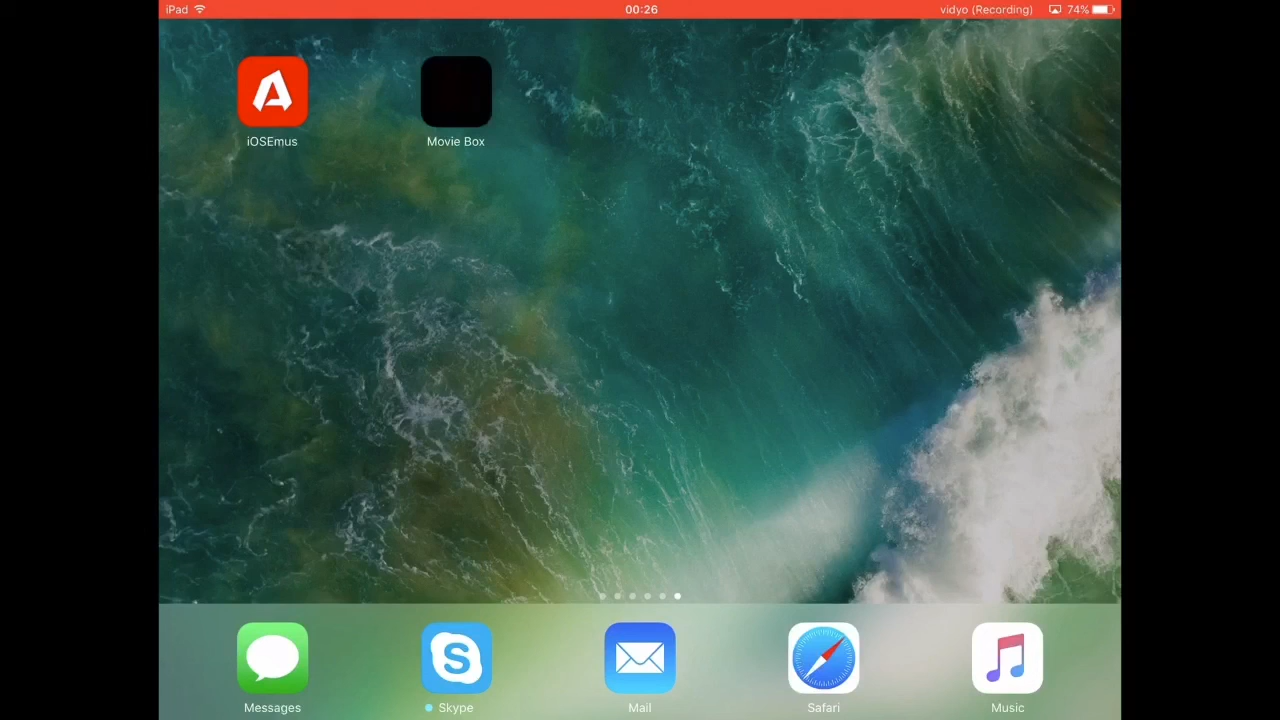 iPad 00:26 vidyo (Recording) 74%
iOSEmus Movie Box
Messages Skype Mail Safari Music